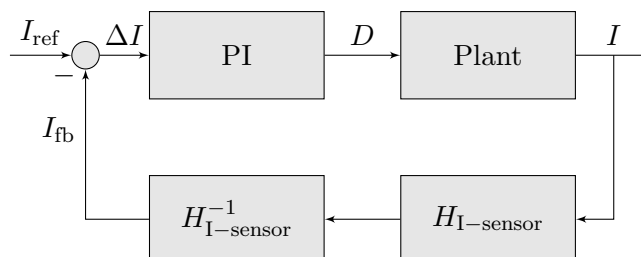 I_ref ΔI PI D Plant I
−
I_fb
H_I−sensor^−1 H_I−sensor